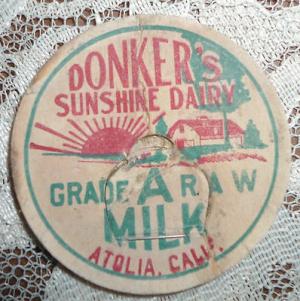 DONKER's
SUNSHINE DAIRY
GRADE A RAW
MILK
ATOLIA, CALIF.